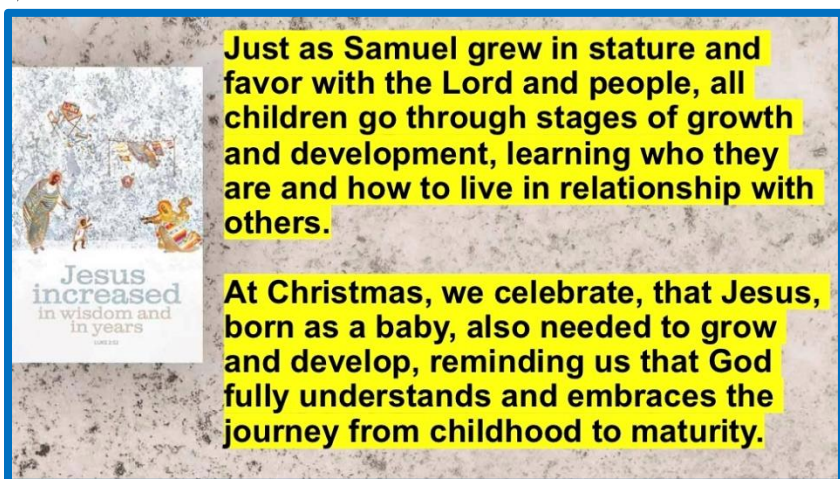 Just as Samuel grew in stature and
favor with the Lord and people, all
children go through stages of growth
and development, learning who they
are and how to live in relationship with
others.
At Christmas, we celebrate, that Jesus,
born as a baby, also needed to grow
and develop, reminding us that God
fully understands and embraces the
journey from childhood to maturity.
Jesus
increased
in wisdom and
in years